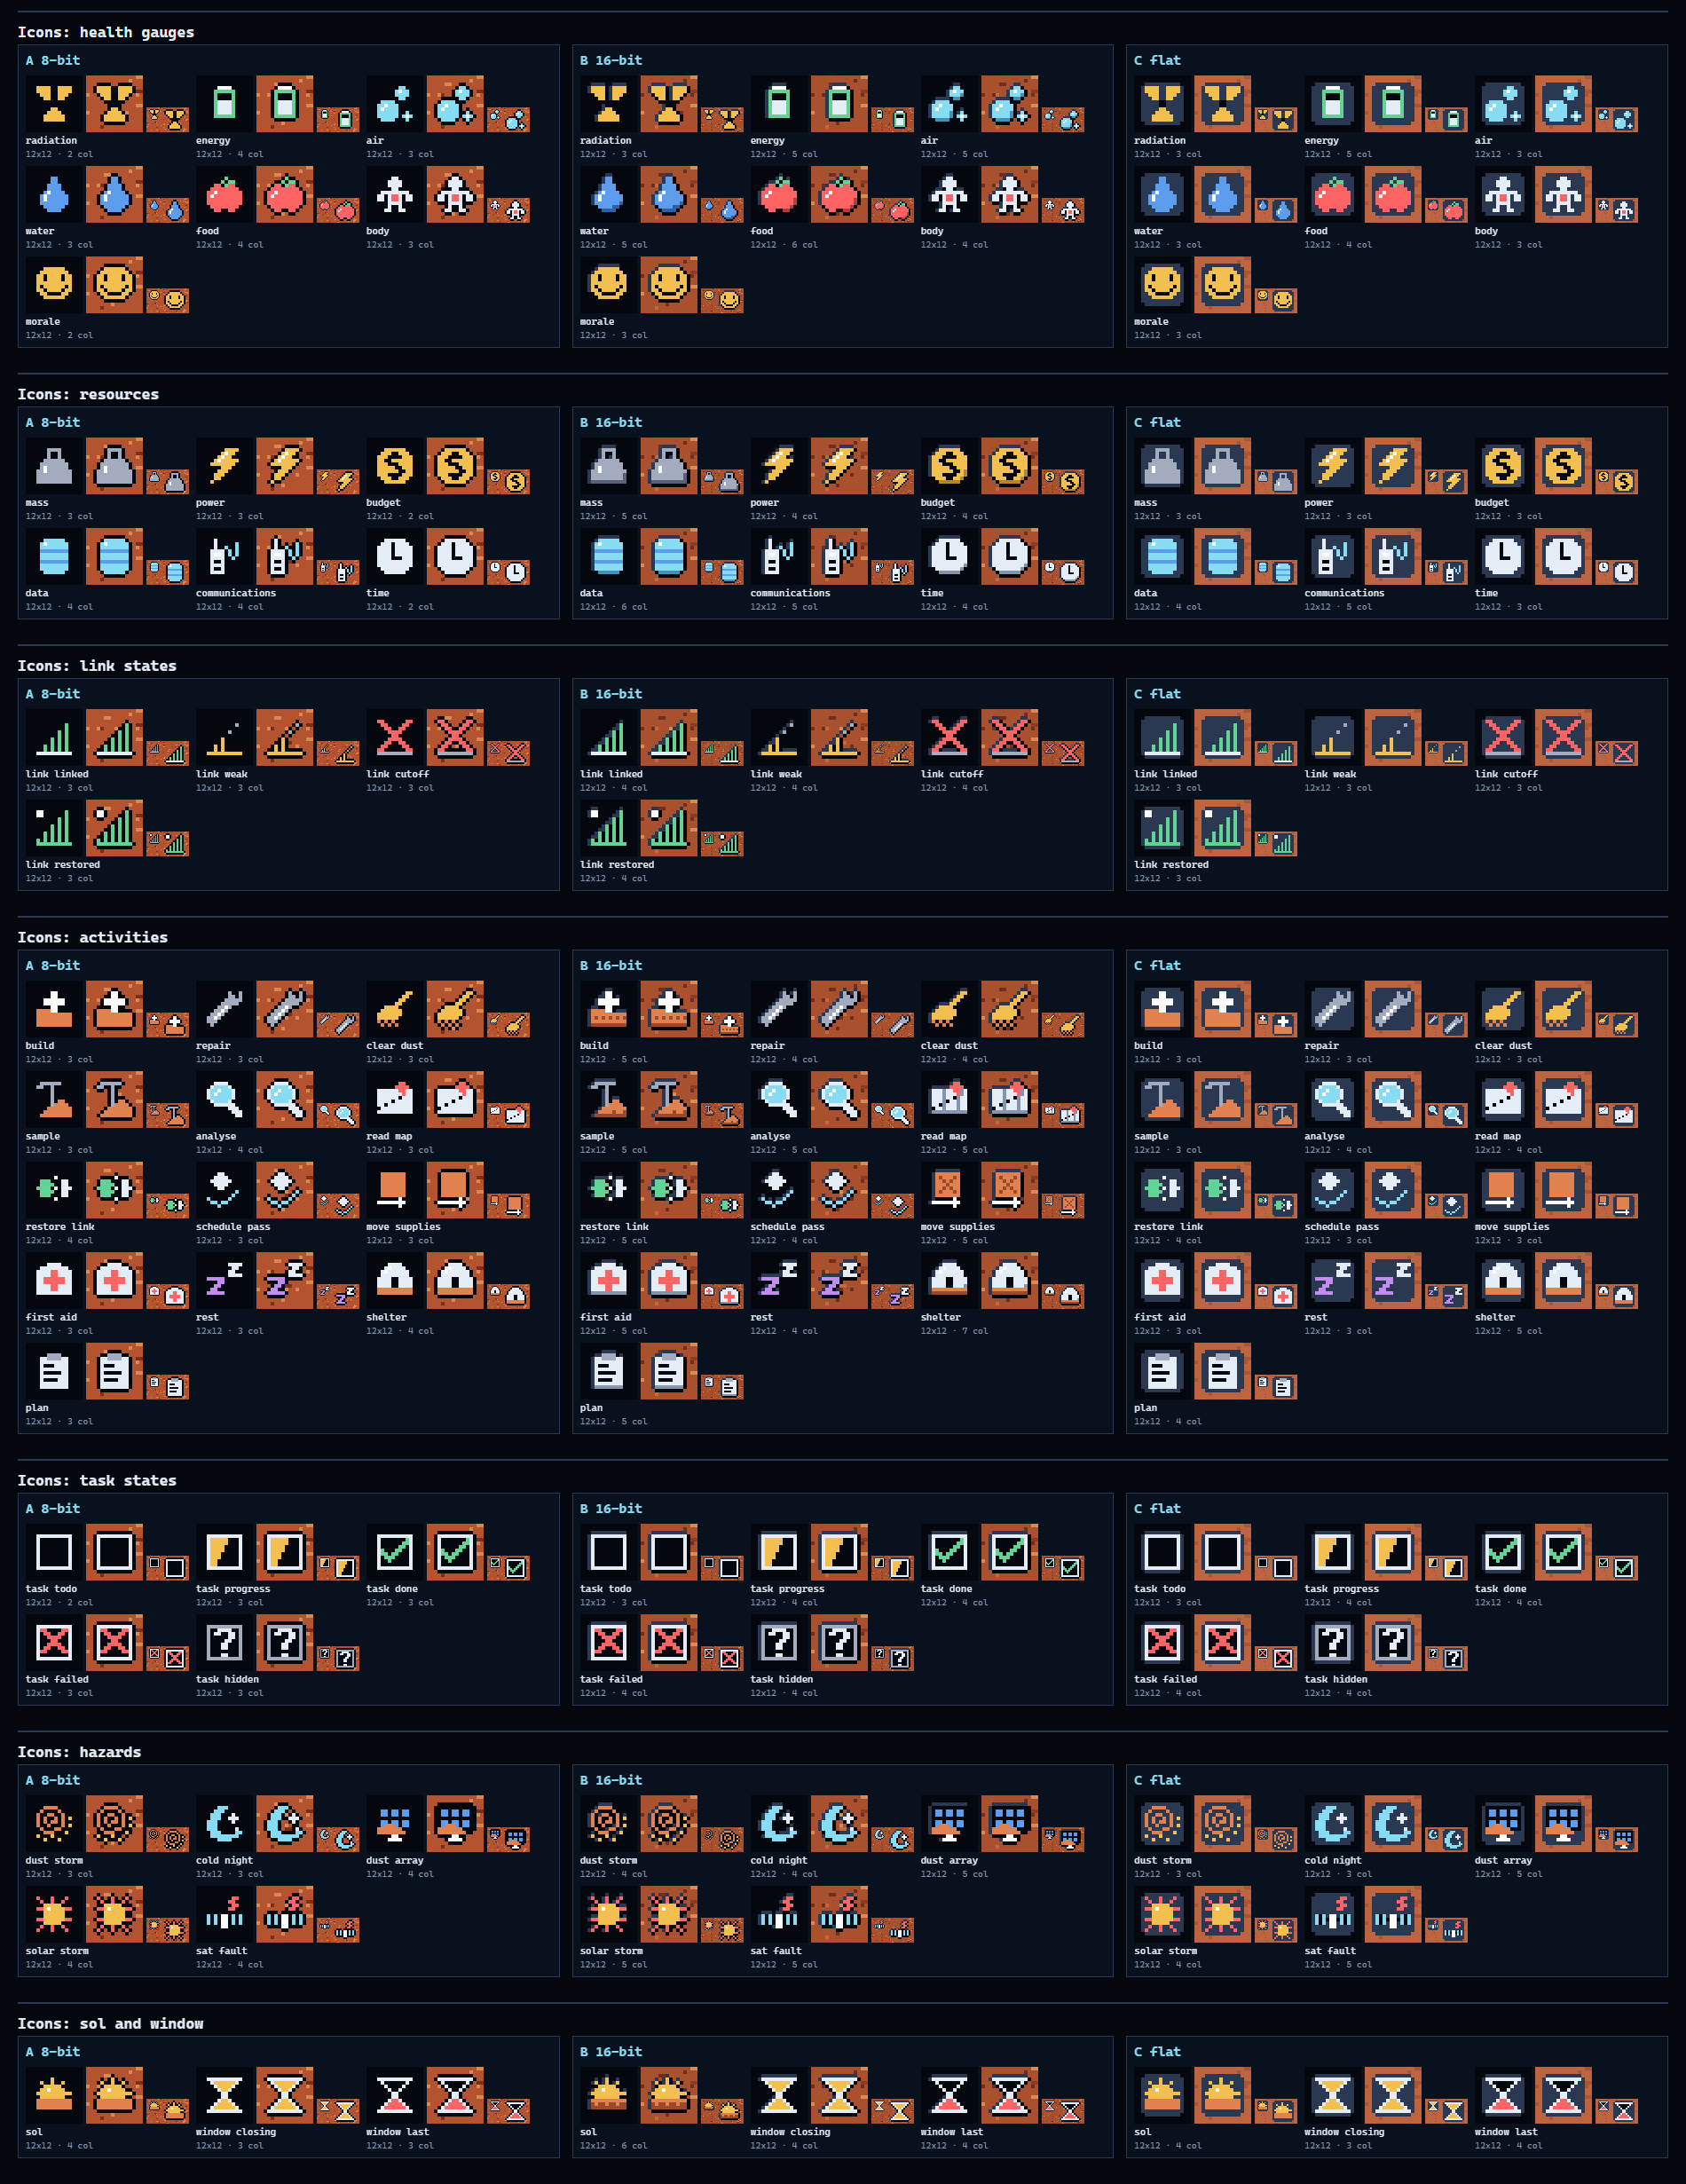 Icons: health gauges
A 8-bit
radiation energy air
12x12 · 2 col 12x12 · 4 col 12x12 · 3 col
water food body
12x12 · 3 col 12x12 · 4 col 12x12 · 3 col
morale
12x12 · 2 col
B 16-bit
radiation energy air
12x12 · 3 col 12x12 · 5 col 12x12 · 5 col
water food body
12x12 · 5 col 12x12 · 6 col 12x12 · 4 col
morale
12x12 · 3 col
C flat
radiation energy air
12x12 · 3 col 12x12 · 5 col 12x12 · 3 col
water food body
12x12 · 3 col 12x12 · 4 col 12x12 · 3 col
morale
12x12 · 3 col
Icons: resources
A 8-bit
mass power budget
12x12 · 3 col 12x12 · 3 col 12x12 · 2 col
data communications time
12x12 · 4 col 12x12 · 4 col 12x12 · 2 col
B 16-bit
mass power budget
12x12 · 5 col 12x12 · 4 col 12x12 · 4 col
data communications time
12x12 · 6 col 12x12 · 5 col 12x12 · 4 col
C flat
mass power budget
12x12 · 3 col 12x12 · 3 col 12x12 · 3 col
data communications time
12x12 · 4 col 12x12 · 5 col 12x12 · 3 col
Icons: link states
A 8-bit
link linked link weak link cutoff
12x12 · 3 col 12x12 · 3 col 12x12 · 3 col
link restored
12x12 · 3 col
B 16-bit
link linked link weak link cutoff
12x12 · 4 col 12x12 · 4 col 12x12 · 4 col
link restored
12x12 · 4 col
C flat
link linked link weak link cutoff
12x12 · 3 col 12x12 · 3 col 12x12 · 3 col
link restored
12x12 · 3 col
Icons: activities
A 8-bit
build repair clear dust
12x12 · 3 col 12x12 · 3 col 12x12 · 3 col
sample analyse read map
12x12 · 3 col 12x12 · 4 col 12x12 · 3 col
restore link schedule pass move supplies
12x12 · 4 col 12x12 · 3 col 12x12 · 3 col
first aid rest shelter
12x12 · 3 col 12x12 · 3 col 12x12 · 4 col
plan
12x12 · 3 col
B 16-bit
build repair clear dust
12x12 · 5 col 12x12 · 4 col 12x12 · 4 col
sample analyse read map
12x12 · 5 col 12x12 · 5 col 12x12 · 5 col
restore link schedule pass move supplies
12x12 · 5 col 12x12 · 4 col 12x12 · 5 col
first aid rest shelter
12x12 · 5 col 12x12 · 4 col 12x12 · 7 col
plan
12x12 · 5 col
C flat
build repair clear dust
12x12 · 3 col 12x12 · 3 col 12x12 · 3 col
sample analyse read map
12x12 · 3 col 12x12 · 4 col 12x12 · 4 col
restore link schedule pass move supplies
12x12 · 4 col 12x12 · 3 col 12x12 · 3 col
first aid rest shelter
12x12 · 3 col 12x12 · 3 col 12x12 · 5 col
plan
12x12 · 4 col
Icons: task states
A 8-bit
task todo task progress task done
12x12 · 2 col 12x12 · 3 col 12x12 · 3 col
task failed task hidden
12x12 · 3 col 12x12 · 3 col
B 16-bit
task todo task progress task done
12x12 · 3 col 12x12 · 4 col 12x12 · 4 col
task failed task hidden
12x12 · 4 col 12x12 · 4 col
C flat
task todo task progress task done
12x12 · 3 col 12x12 · 4 col 12x12 · 4 col
task failed task hidden
12x12 · 4 col 12x12 · 4 col
Icons: hazards
A 8-bit
dust storm cold night dust array
12x12 · 3 col 12x12 · 3 col 12x12 · 4 col
solar storm sat fault
12x12 · 4 col 12x12 · 4 col
B 16-bit
dust storm cold night dust array
12x12 · 4 col 12x12 · 4 col 12x12 · 5 col
solar storm sat fault
12x12 · 5 col 12x12 · 5 col
C flat
dust storm cold night dust array
12x12 · 3 col 12x12 · 3 col 12x12 · 5 col
solar storm sat fault
12x12 · 4 col 12x12 · 5 col
Icons: sol and window
A 8-bit
sol window closing window last
12x12 · 4 col 12x12 · 3 col 12x12 · 3 col
B 16-bit
sol window closing window last
12x12 · 6 col 12x12 · 4 col 12x12 · 4 col
C flat
sol window closing window last
12x12 · 4 col 12x12 · 3 col 12x12 · 4 col